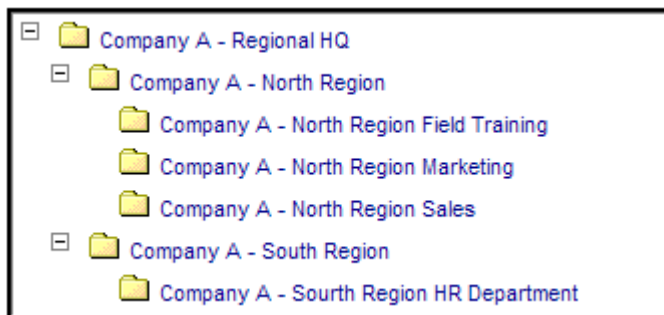 Company A - Regional HQ
Company A - North Region
Company A - North Region Field Training
Company A - North Region Marketing
Company A - North Region Sales
Company A - South Region
Company A - Sourth Region HR Department